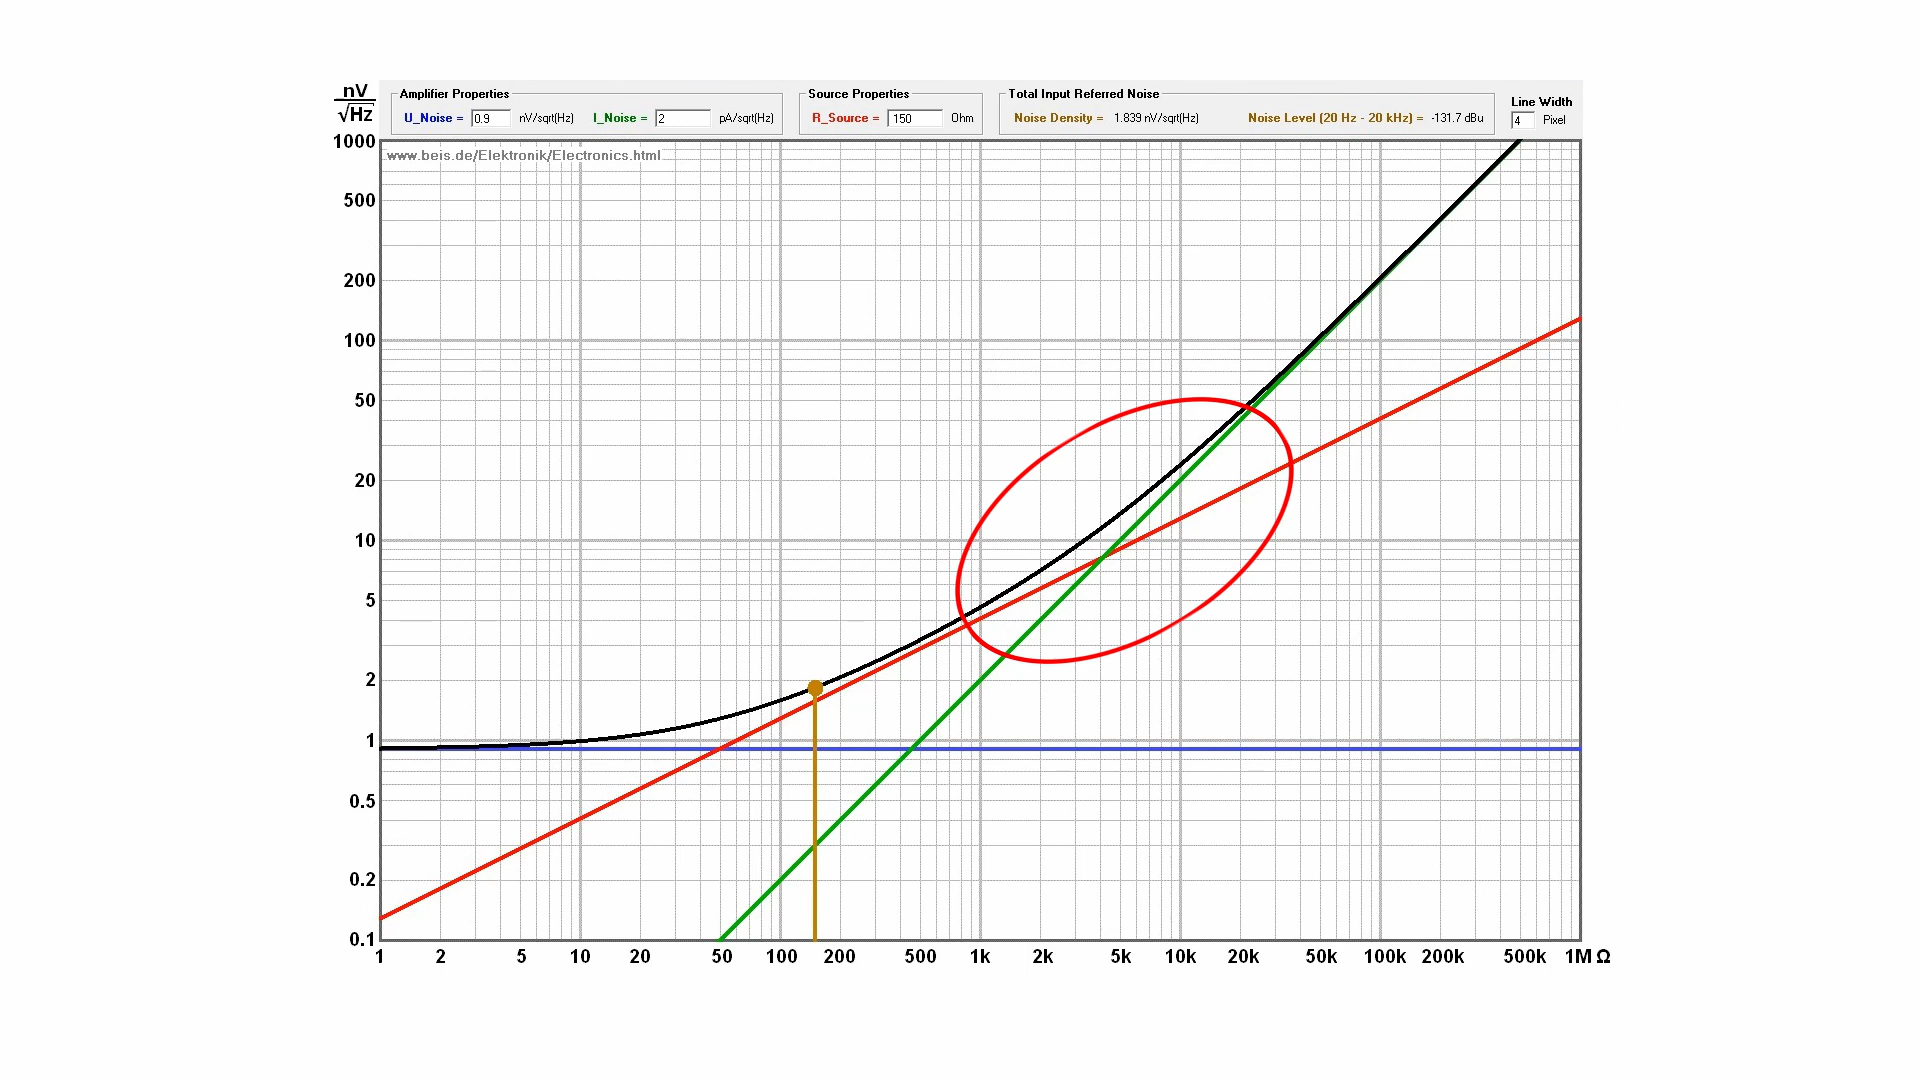 nV
√Hz
Amplifier Properties
U_Noise = 0.9 nV/sqrt(Hz) I_Noise = 2 pA/sqrt(Hz)
Source Properties
R_Source = 150 Ohm
Total Input Referred Noise
Noise Density = 1.839 nV/sqrt(Hz) Noise Level (20 Hz - 20 kHz) = -131.7 dBu
Line Width
4 Pixel
www.beis.de/Elektronik/Electronics.html
1000
500
200
100
50
20
10
5
2
1
0.5
0.2
0.1
1 2 5 10 20 50 100 200 500 1k 2k 5k 10k 20k 50k 100k 200k 500k 1M Ω